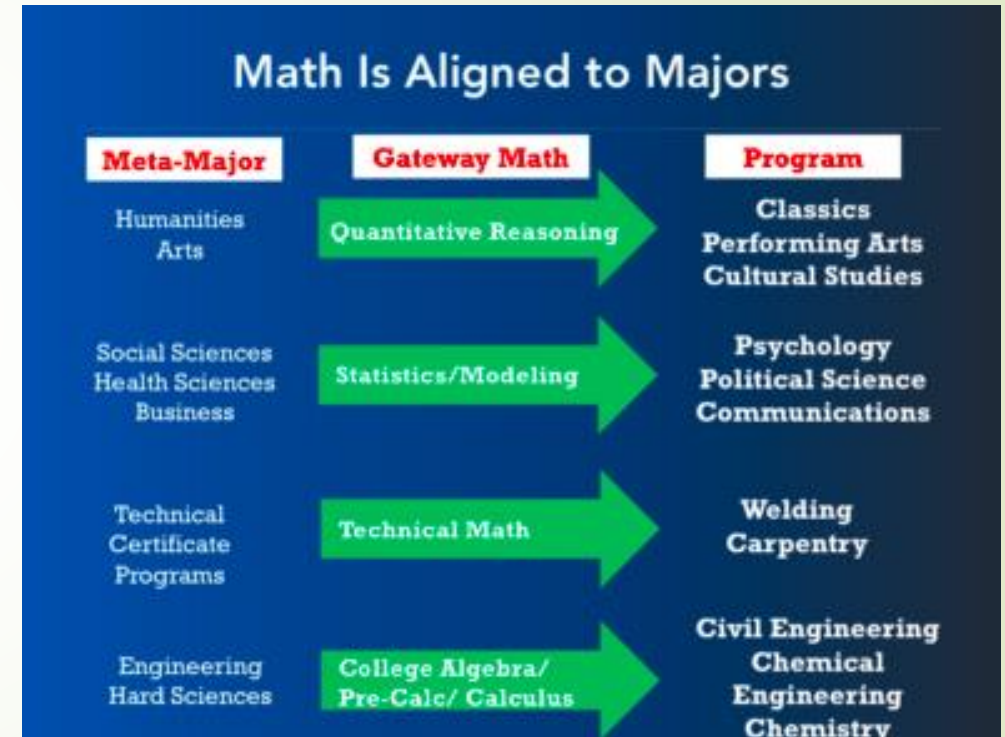 Math Is Aligned to Majors
Meta-Major
Gateway Math
Program
Humanities
Arts
Quantitative Reasoning
Classics
Performing Arts
Cultural Studies
Social Sciences
Health Sciences
Business
Statistics/Modeling
Psychology
Political Science
Communications
Technical
Certificate
Programs
Technical Math
Welding
Carpentry
Engineering
Hard Sciences
College Algebra/
Pre-Calc/ Calculus
Civil Engineering
Chemical
Engineering
Chemistry